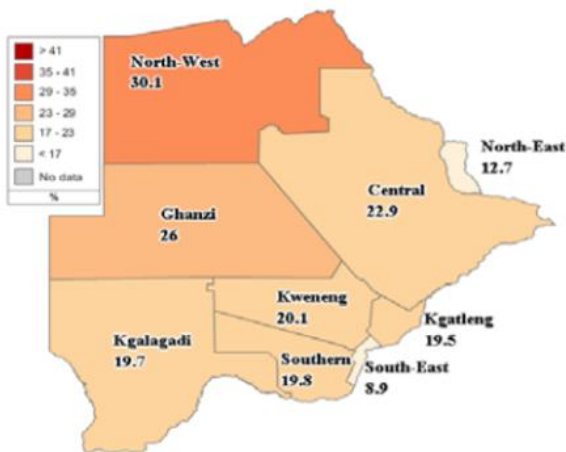 > 41
35 - 41
29 - 35
23 - 29
17 - 23
< 17
No data
%
North-West
30.1
North-East
12.7
Central
22.9
Ghanzi
26
Kweneng
20.1
Kgatleng
19.5
Kgalagadi
19.7
Southern
19.8
South-East
8.9